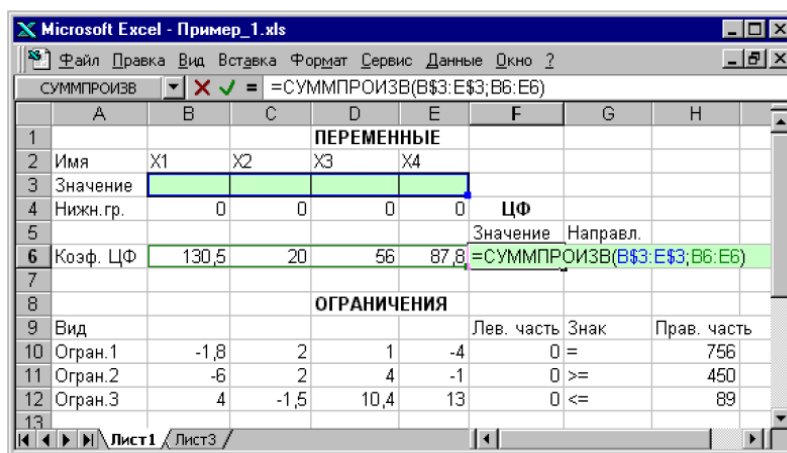 Microsoft Excel - Пример_1.xls
Файл Правка Вид Вставка Формат Сервис Данные Окно ?
СУММПРОИЗВ = =СУММПРОИЗВ(B$3:E$3;B6:E6)
A B C D E F G H
1 ПЕРЕМЕННЫЕ
2 Имя X1 X2 X3 X4
3 Значение
4 Нижн.гр. 0 0 0 0 ЦФ
5 Значение Направл.
6 Коэф. ЦФ 130,5 20 56 87,8 =СУММПРОИЗВ(B$3:E$3;B6:E6)
7
8 ОГРАНИЧЕНИЯ
9 Вид Лев. часть Знак Прав. часть
10 Огран.1 -1,8 2 1 -4 0 = 756
11 Огран.2 -6 2 4 -1 0 >= 450
12 Огран.3 4 -1,5 10,4 13 0 <= 89
13
Лист1 Лист3